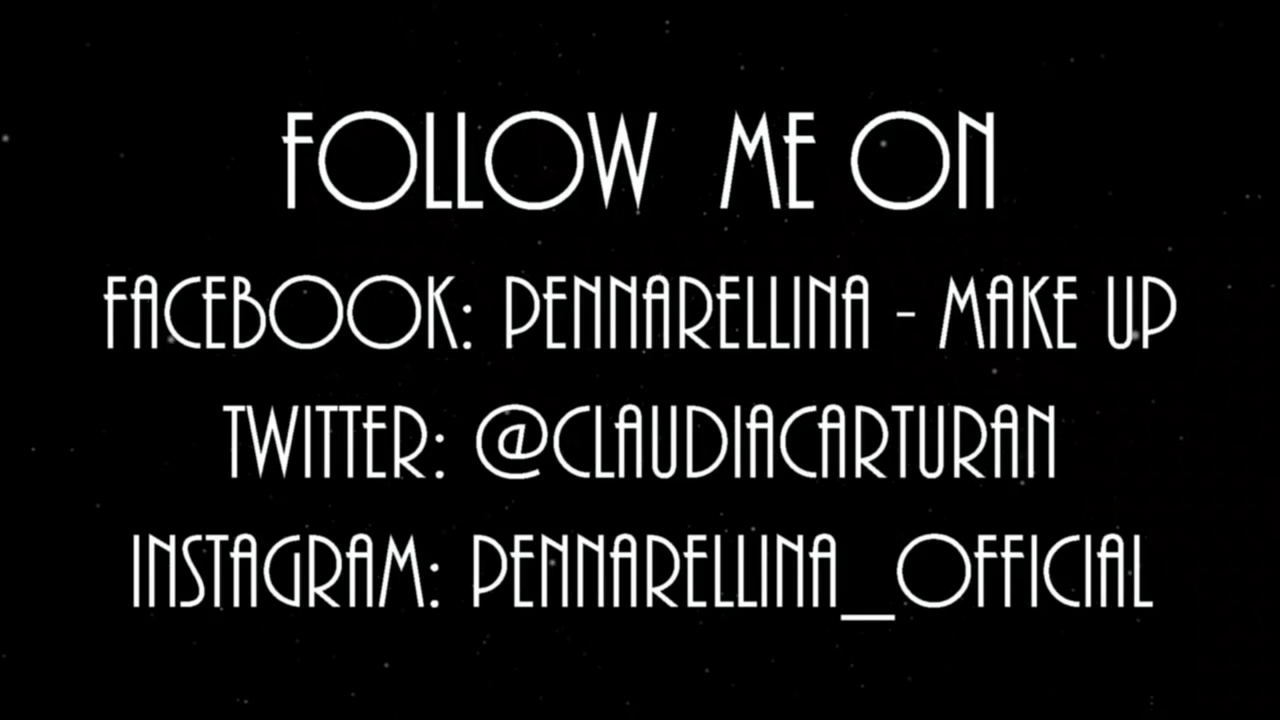 FOLLOW ME ON
FACEBOOK: PENNARELLINA - MAKE UP
TWITTER: @CLAUDIACARTURAN
INSTAGRAM: PENNARELLINA_OFFICIAL